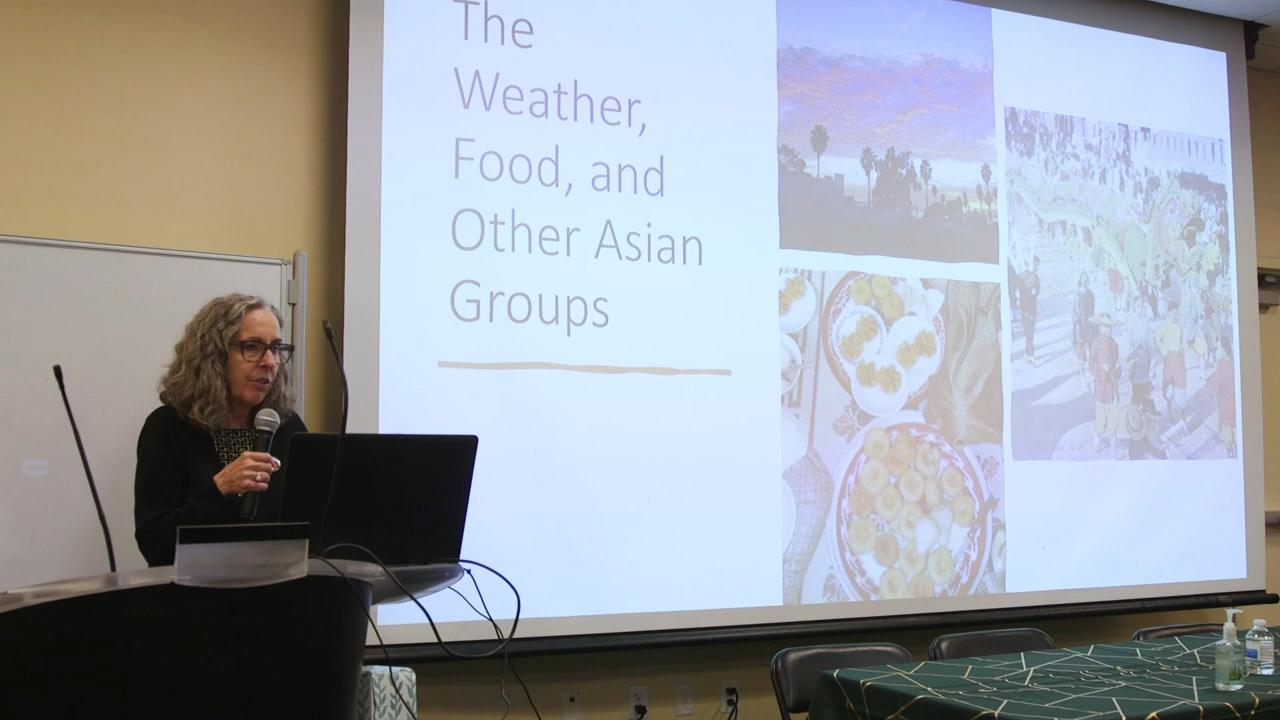 The
Weather,
Food, and
Other Asian
Groups